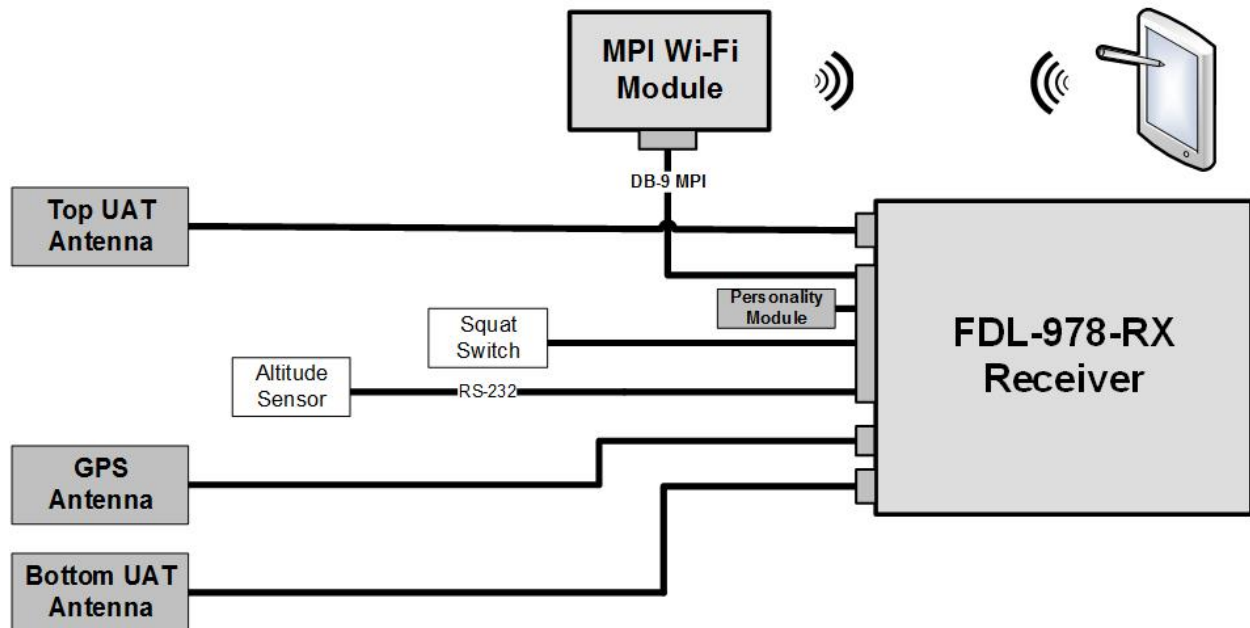 MPI Wi-Fi
Module
DB-9 MPI
Top UAT
Antenna
Personality
Module
Squat
Switch
Altitude
Sensor
RS-232
FDL-978-RX
Receiver
GPS
Antenna
Bottom UAT
Antenna